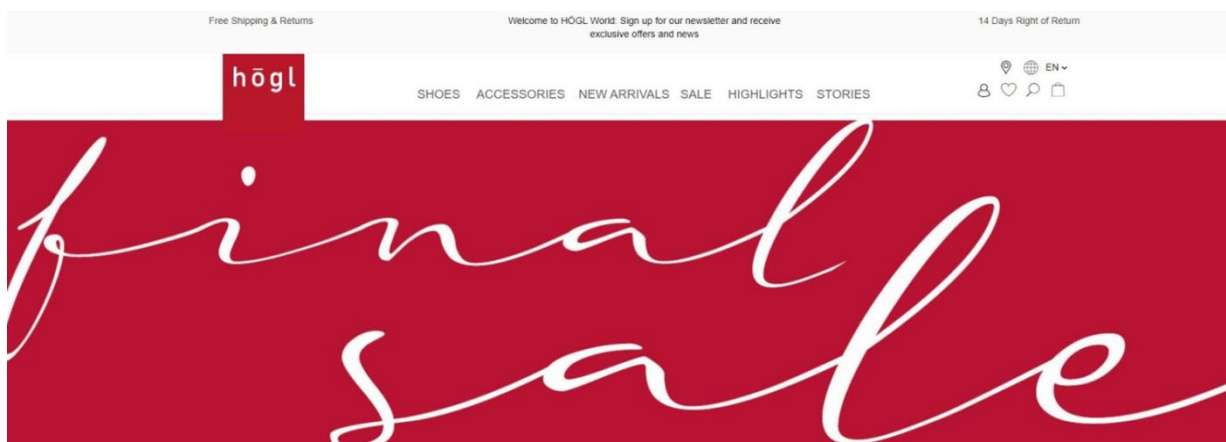 Free Shipping & Returns
Welcome to HÖGL World: Sign up for our newsletter and receive
exclusive offers and news
14 Days Right of Return
högl
EN
SHOES ACCESSORIES NEW ARRIVALS SALE HIGHLIGHTS STORIES
final
sale